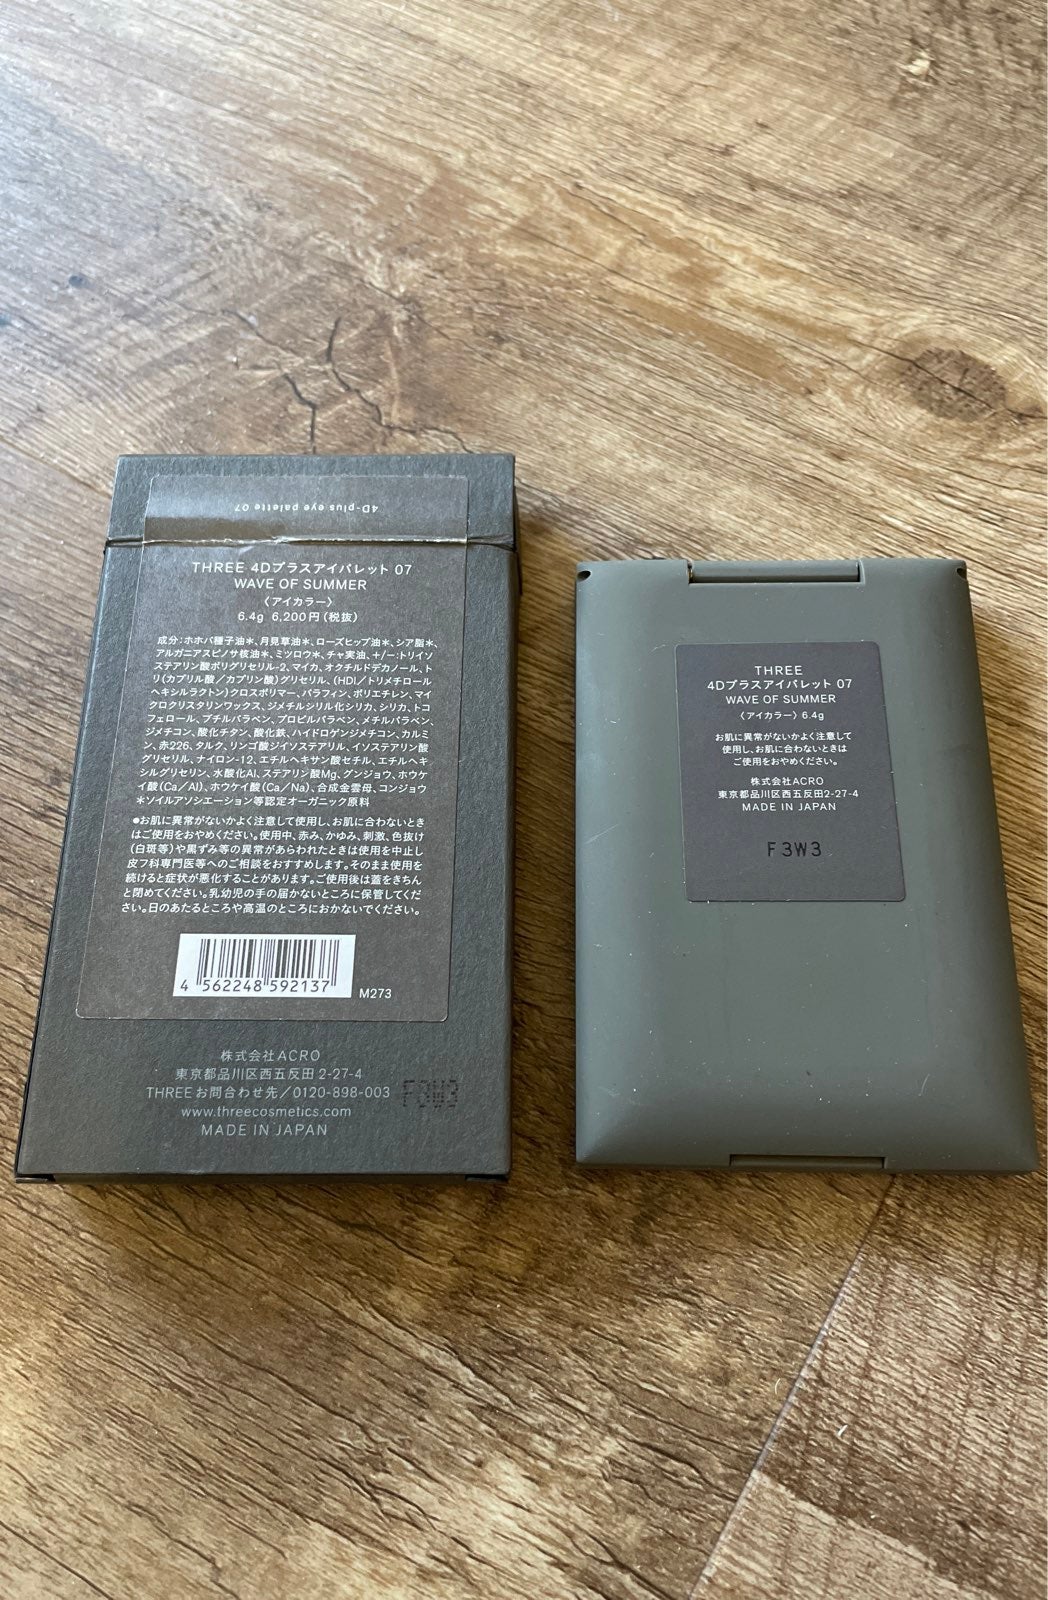 4D-plus eye palette 07
THREE 4Dプラスアイパレット 07
WAVE OF SUMMER
〈アイカラー〉
6.4g 6,200円(税抜)
成分:ホホバ種子油*、月見草油*、ローズヒップ油*、シア脂*、
アルガニアスピノサ核油*、ミツロウ*、チャ実油、+/-:トリイソ
ステアリン酸ポリグリセリル-2、マイカ、オクチルドデカノール、ト
リ(カプリル酸/カプリン酸)グリセリル、(HDI/トリメチロール
ヘキシルラクトン)クロスポリマー、パラフィン、ポリエチレン、マイ
クロクリスタリンワックス、ジメチルシリル化シリカ、シリカ、トコ
フェロール、ブチルパラベン、プロピルパラベン、メチルパラベン、
ジメチコン、酸化チタン、酸化鉄、ハイドロゲンジメチコン、カルミ
ン、赤226、タルク、リンゴ酸ジイソステアリル、イソステアリン酸
グリセリル、ナイロン-12、エチルヘキサン酸セチル、エチルヘキ
シルグリセリン、水酸化Al、ステアリン酸Mg、グンジョウ、ホウケ
イ酸(Ca/Al)、ホウケイ酸(Ca/Na)、合成金雲母、コンジョウ
*ソイルアソシエーション等認定オーガニック原料
●お肌に異常がないかよく注意して使用し、お肌に合わないとき
はご使用をおやめください。使用中、赤み、かゆみ、刺激、色抜け
(白斑等)や黒ずみ等の異常があらわれたときは使用を中止し
皮フ科専門医等へのご相談をおすすめします。そのまま使用を
続けると症状が悪化することがあります。ご使用後は蓋をきちん
と閉めてください。乳幼児の手の届かないところに保管してくだ
さい。日のあたるところや高温のところにおかないでください。
4 562248 592137
M273
株式会社ACRO
東京都品川区西五反田 2-27-4
THREE お問合わせ先/0120-898-003
F3W3
www.threecosmetics.com
MADE IN JAPAN
THREE
4Dプラスアイパレット 07
WAVE OF SUMMER
〈アイカラー〉6.4g
お肌に異常がないかよく注意して
使用し、お肌に合わないときは
ご使用をおやめください。
株式会社ACRO
東京都品川区西五反田2-27-4
MADE IN JAPAN
F3W3